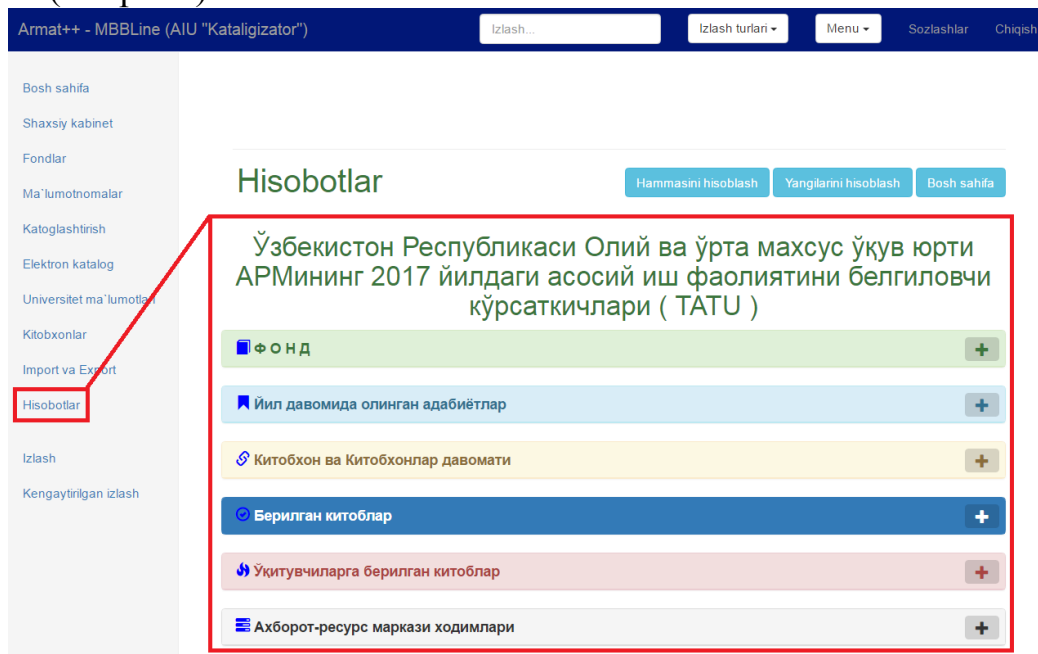 Armat++ - MBBLine (AIU "Kataligizator")
Izlash...
Izlash turlari
Menu
Sozlashlar
Chiqish
Bosh sahifa
Shaxsiy kabinet
Fondlar
Ma`lumotnomalar
Katoglashtirish
Elektron katalog
Universitet ma`lumotlari
Kitobxonlar
Import va Export
Hisobotlar
Izlash
Kengaytirilgan izlash
Hisobotlar
Hammasini hisoblash
Yangilarini hisoblash
Bosh sahifa
Ўзбекистон Республикаси Олий ва ўрта махсус ўқув юрти
АРМининг 2017 йилдаги асосий иш фаолиятини белгиловчи
кўрсаткичлари ( TATU )
Ф О Н Д
Йил давомида олинган адабиётлар
Китобхон ва Китобхонлар давомати
Берилган китоблар
Ўқитувчиларга берилган китоблар
Ахборот-ресурс маркази ходимлари